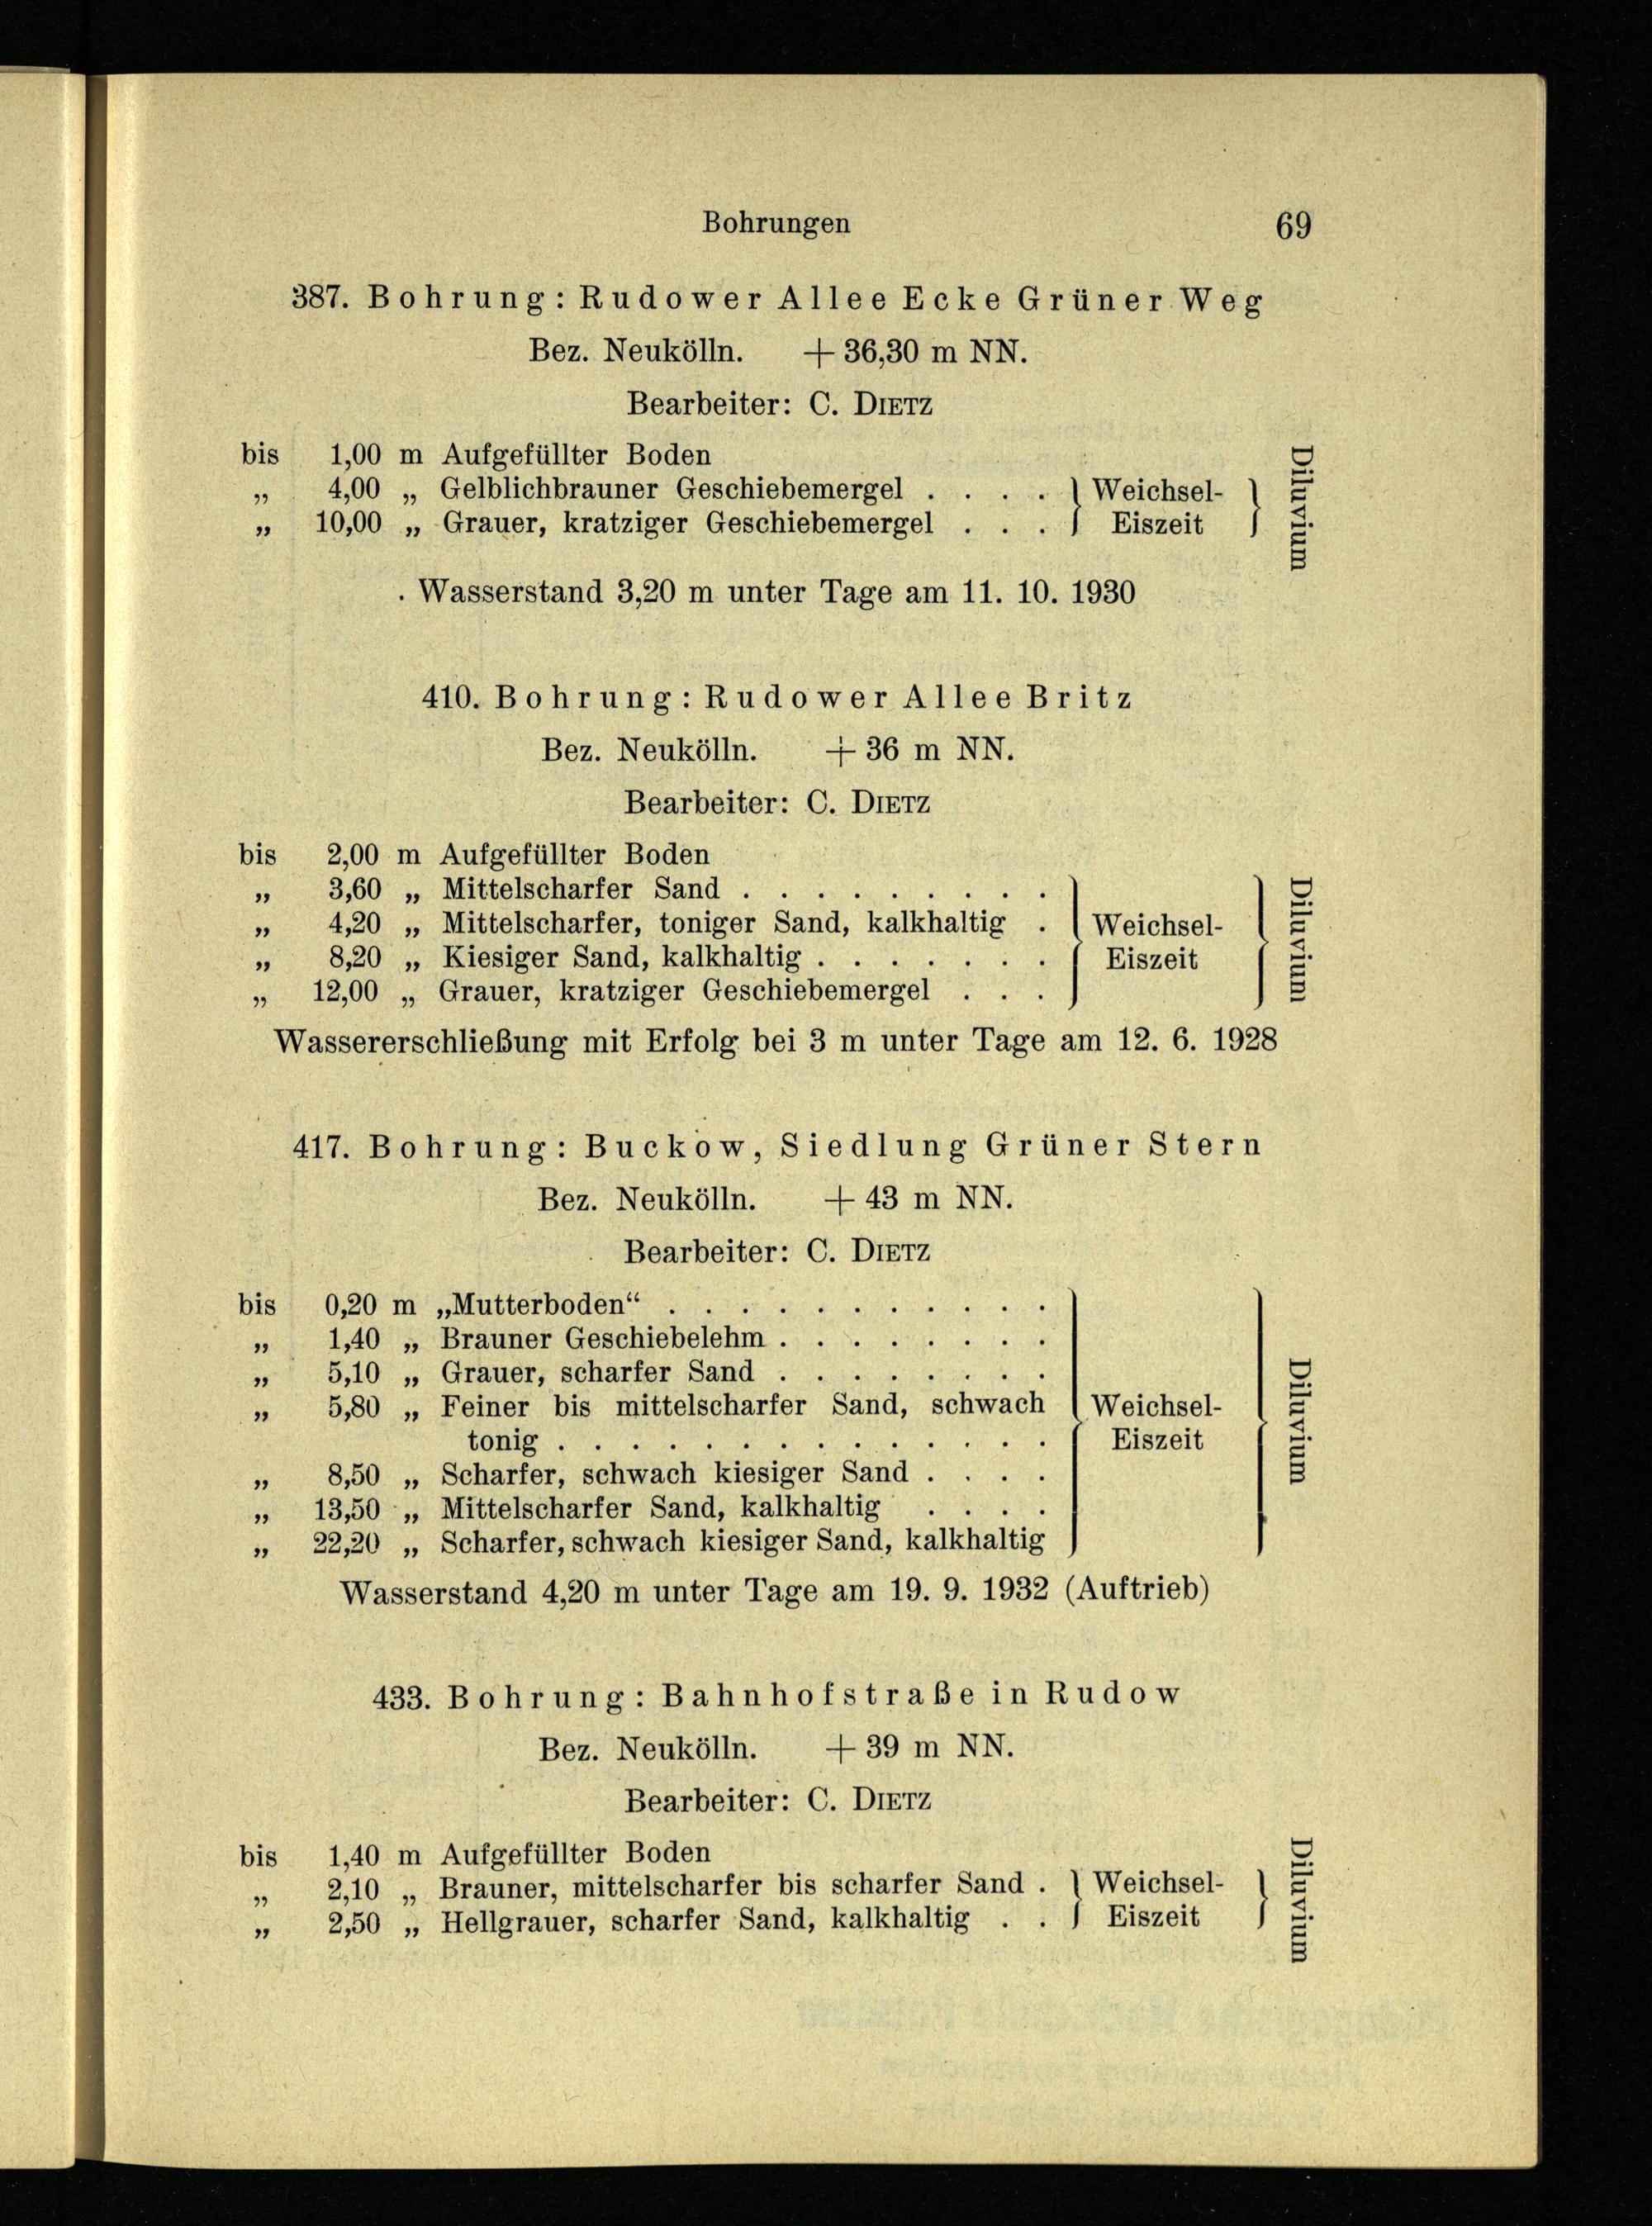 Bohrungen 69
387. Bohrung: Rudower Allee Ecke Grüner Weg
Bez. Neukölln. + 36,30 m NN.
Bearbeiter: C. DIETZ
bis 1,00 m Aufgefüllter Boden
„ 4,00 „ Gelblichbrauner Geschiebemergel . . . . } Weichsel- }
„ 10,00 „ Grauer, kratziger Geschiebemergel . . . } Eiszeit }
Diluvium
Wasserstand 3,20 m unter Tage am 11. 10. 1930
410. Bohrung: Rudower Allee Britz
Bez. Neukölln. + 36 m NN.
Bearbeiter: C. DIETZ
bis 2,00 m Aufgefüllter Boden
„ 3,60 „ Mittelscharfer Sand . . . . . . . . .
„ 4,20 „ Mittelscharfer, toniger Sand, kalkhaltig . Weichsel-
„ 8,20 „ Kiesiger Sand, kalkhaltig . . . . . . . Eiszeit
„ 12,00 „ Grauer, kratziger Geschiebemergel . . .
Diluvium
Wassererschließung mit Erfolg bei 3 m unter Tage am 12. 6. 1928
417. Bohrung: Buckow, Siedlung Grüner Stern
Bez. Neukölln. + 43 m NN.
Bearbeiter: C. DIETZ
bis 0,20 m „Mutterboden“ . . . . . . . . . . .
„ 1,40 „ Brauner Geschiebelehm . . . . . . . .
„ 5,10 „ Grauer, scharfer Sand . . . . . . . .
„ 5,80 „ Feiner bis mittelscharfer Sand, schwach Weichsel-
tonig . . . . . . . . . . . . . . Eiszeit
„ 8,50 „ Scharfer, schwach kiesiger Sand . . . .
„ 13,50 „ Mittelscharfer Sand, kalkhaltig . . . .
„ 22,20 „ Scharfer, schwach kiesiger Sand, kalkhaltig
Diluvium
Wasserstand 4,20 m unter Tage am 19. 9. 1932 (Auftrieb)
433. Bohrung: Bahnhofstraße in Rudow
Bez. Neukölln. + 39 m NN.
Bearbeiter: C. DIETZ
bis 1,40 m Aufgefüllter Boden
„ 2,10 „ Brauner, mittelscharfer bis scharfer Sand . } Weichsel- }
„ 2,50 „ Hellgrauer, scharfer Sand, kalkhaltig . . } Eiszeit }
Diluvium